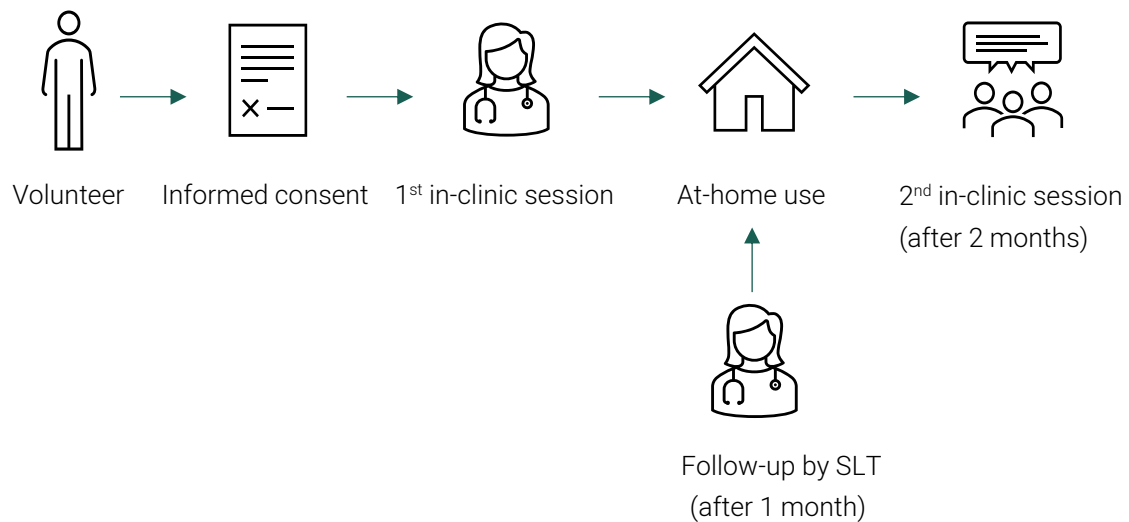 Volunteer
Informed consent
1st in-clinic session
At-home use
2nd in-clinic session
(after 2 months)
Follow-up by SLT
(after 1 month)